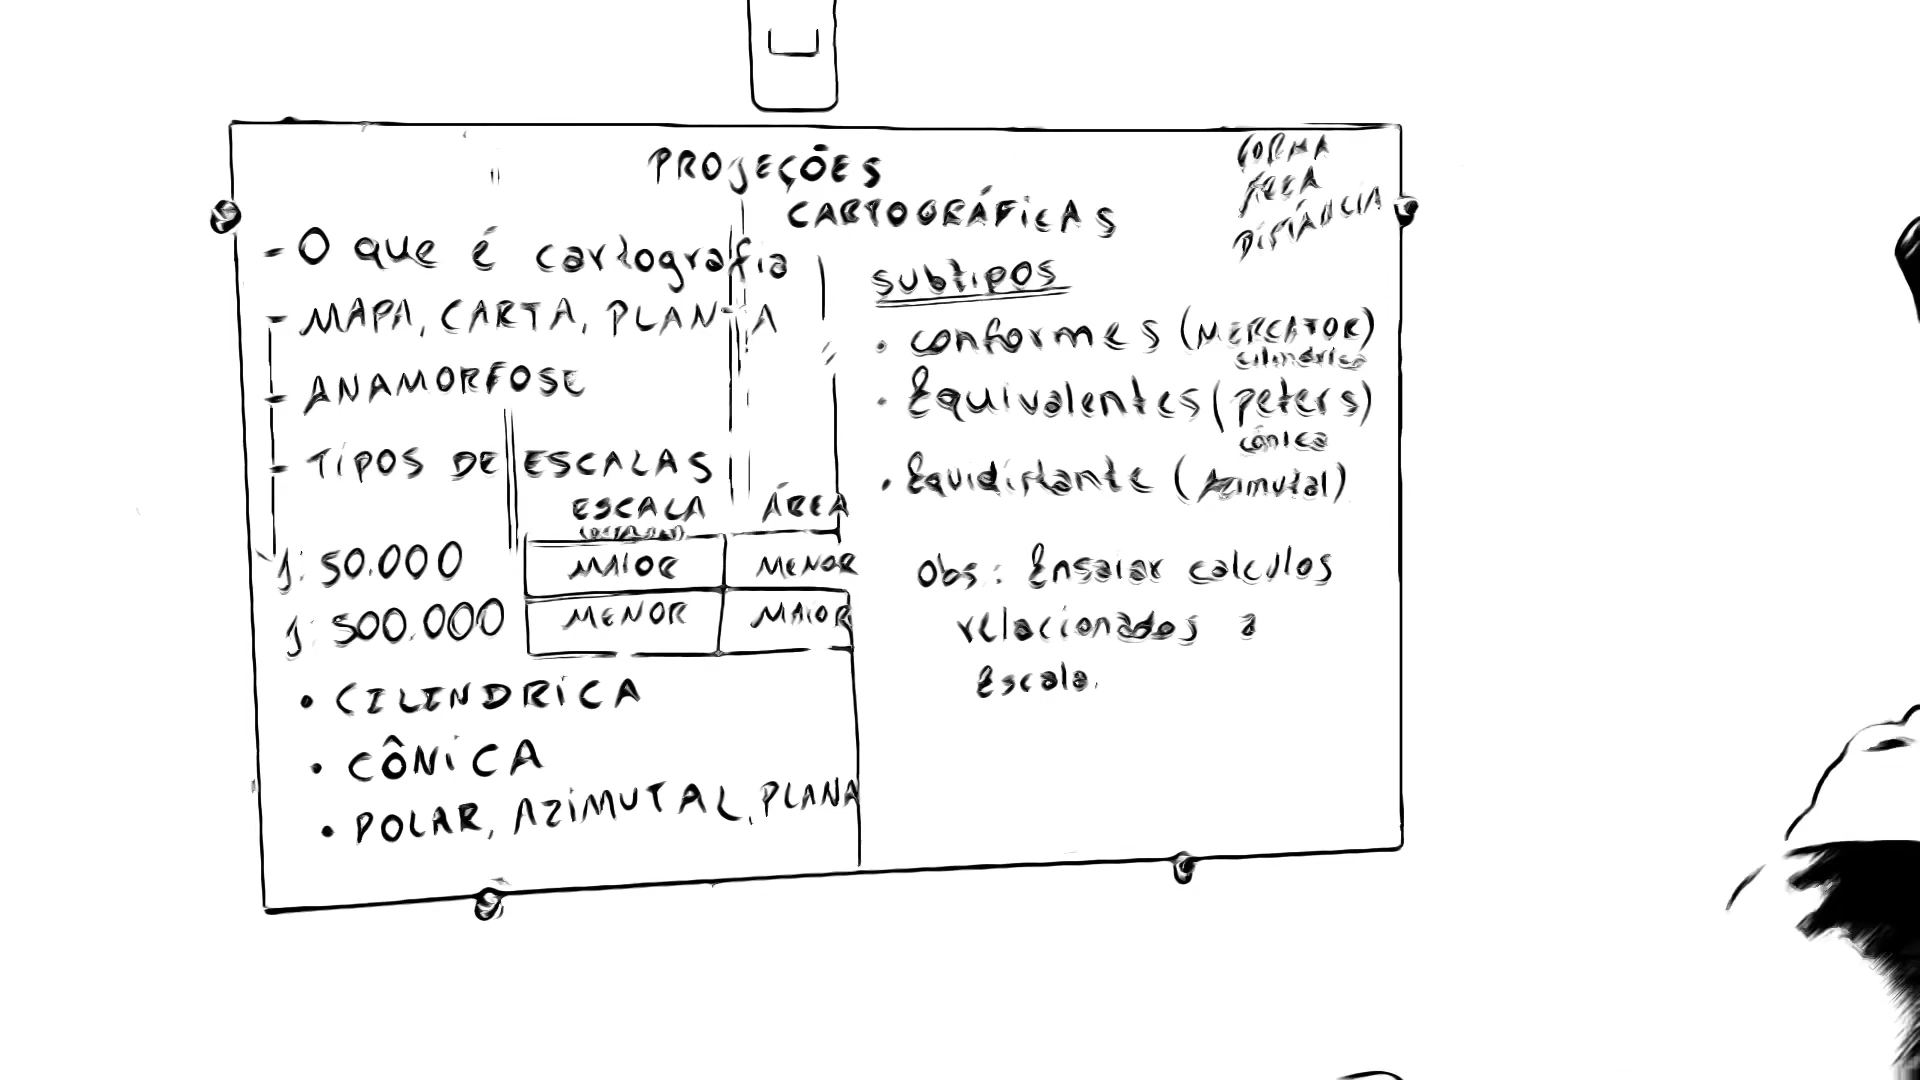 PROJEÇÕES
CARTOGRÁFICAS
FORMA
ÁREA
DISTÂNCIA
- O que é cartografia
- MAPA, CARTA, PLANTA
- ANAMORFOSE
- TIPOS DE ESCALAS
ESCALA ÁREA
1: 50.000 MAIOR MENOR
1: 500.000 MENOR MAIOR
• CILINDRICA
• CÔNICA
• POLAR, AZIMUTAL, PLANA
subtipos
• conformes (MERCATOR)
cilíndrica
• Equivalentes (peters)
cônica
• Equidistante (Azimutal)
Obs: Ensaiar calculos
relacionados a
Escala.